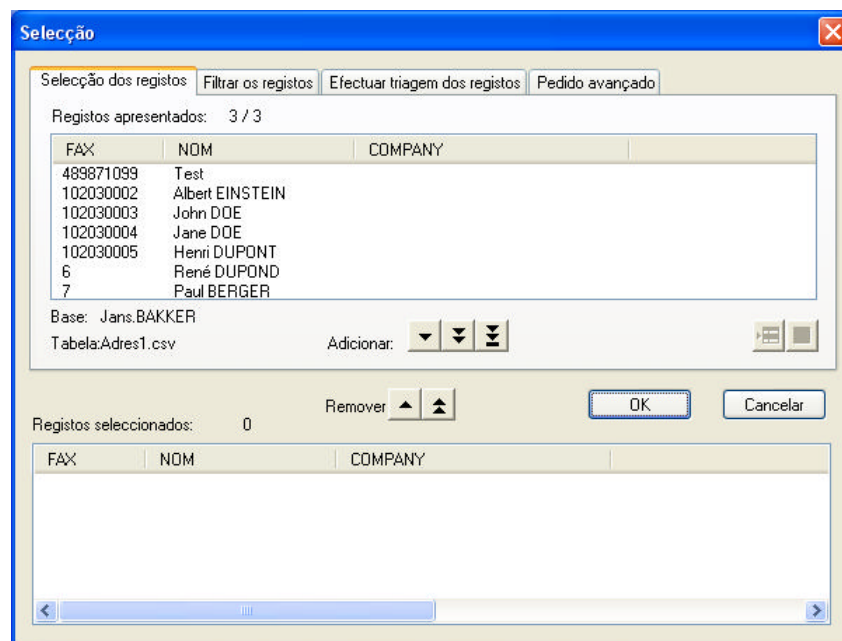 Selecção
Selecção dos registos Filtrar os registos Efectuar triagem dos registos Pedido avançado
Registos apresentados: 3 / 3
FAX NOM COMPANY
489871099 Test
102030002 Albert EINSTEIN
102030003 John DOE
102030004 Jane DOE
102030005 Henri DUPONT
6 René DUPOND
7 Paul BERGER
Base: Jans.BAKKER
Tabela:Adres1.csv Adicionar:
Remover OK Cancelar
Registos seleccionados: 0
FAX NOM COMPANY